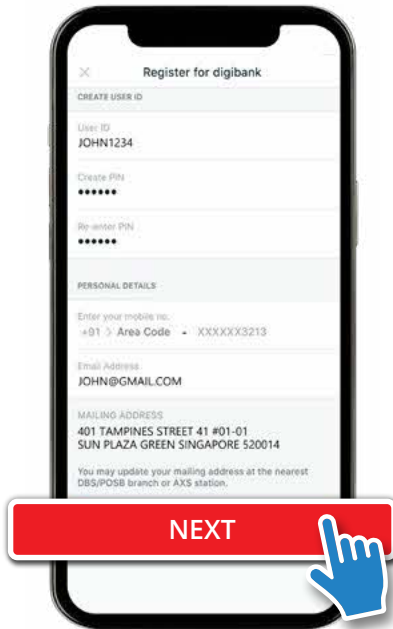 Register for digibank
CREATE USER ID
User ID
JOHN1234
Create PIN
••••••
Re-enter PIN
••••••
PERSONAL DETAILS
Enter your mobile no.
+91 > Area Code - XXXXXX3213
Email Address
JOHN@GMAIL.COM
MAILING ADDRESS
401 TAMPINES STREET 41 #01-01
SUN PLAZA GREEN SINGAPORE 520014
You may update your mailing address at the nearest
DBS/POSB branch or AXS station.
NEXT